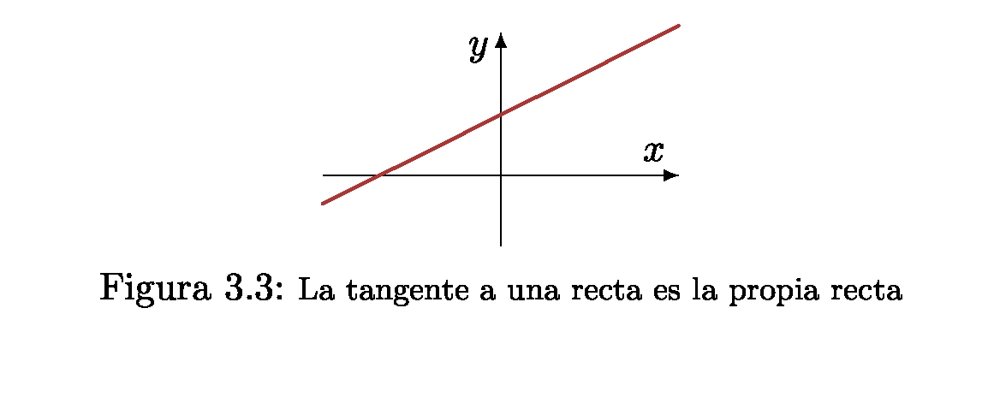 y
x
Figura 3.3: La tangente a una recta es la propia recta